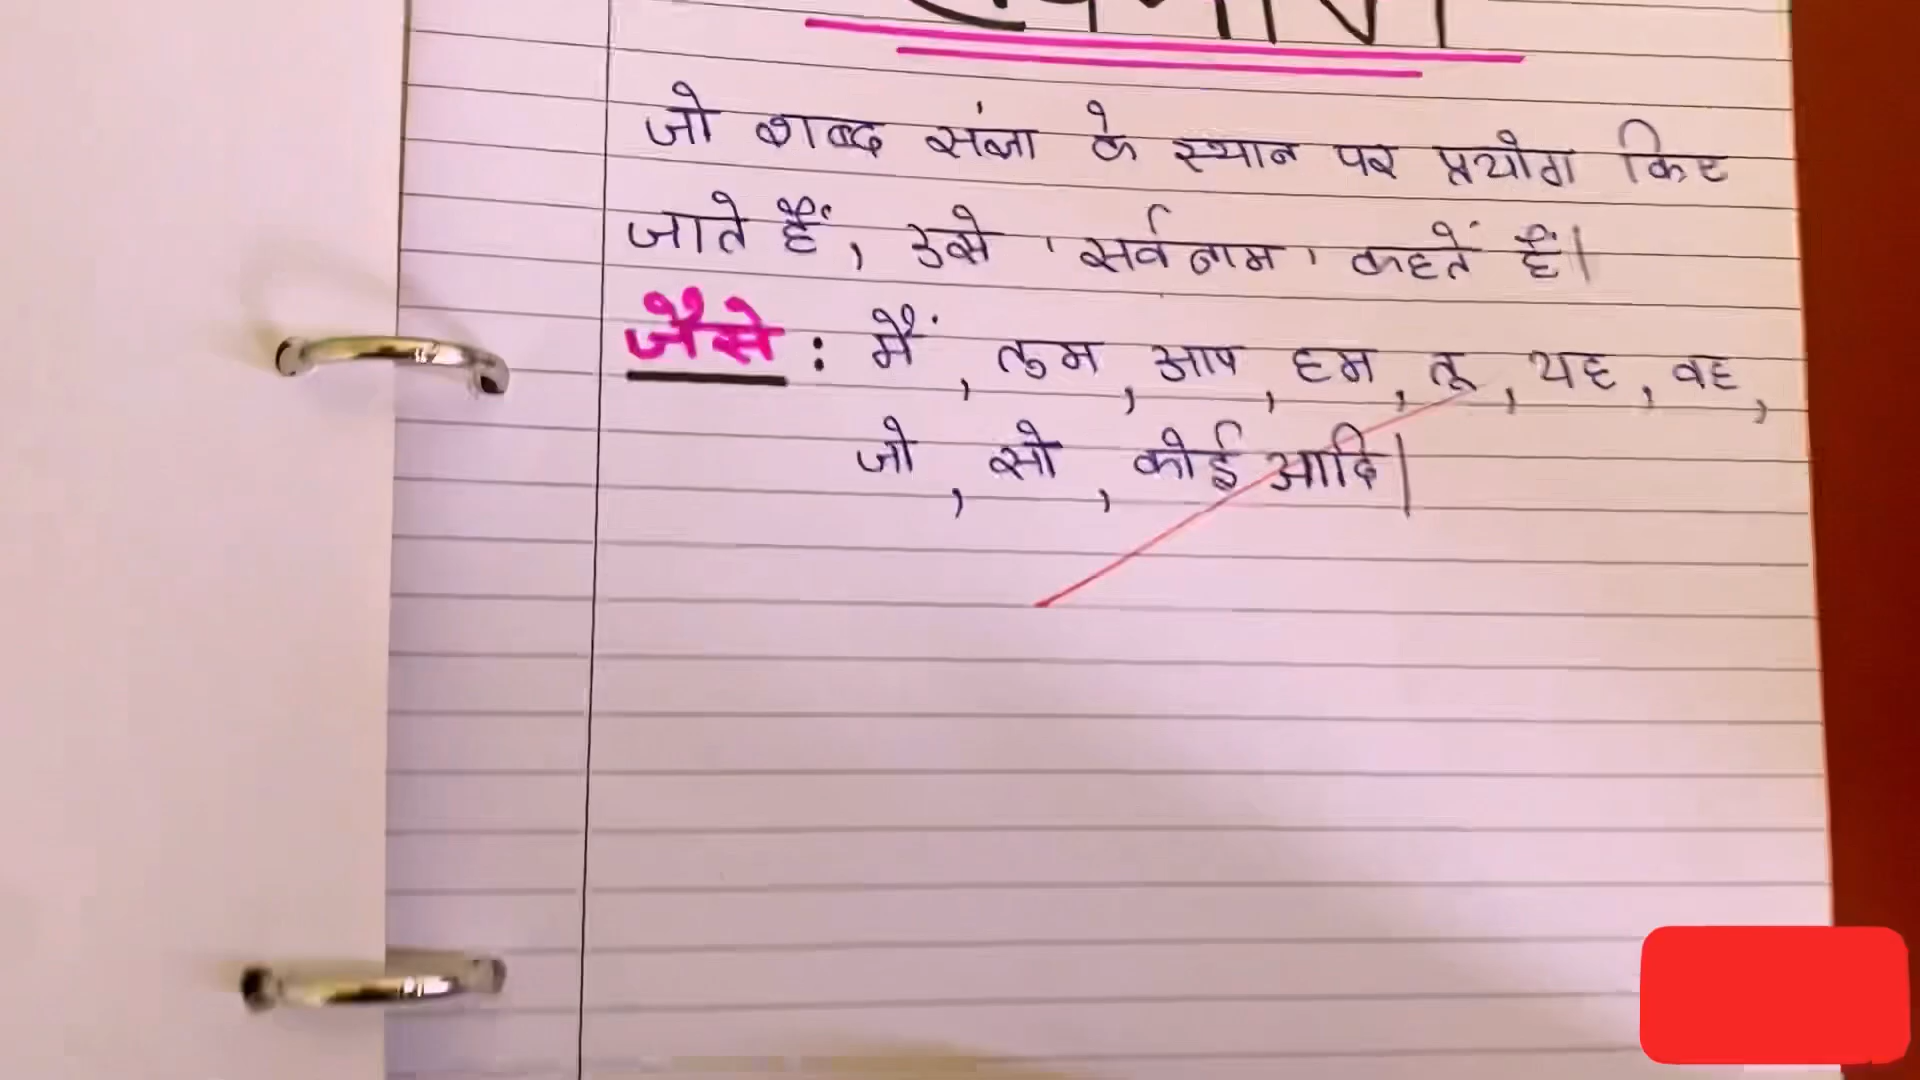 जो शब्द संज्ञा के स्थान पर प्रयोग किए
जाते हैं, उसे 'सर्वनाम' कहतें हैं।
जैसे : मैं, तुम, आप, हम, तू, यह, वह,
जो, सो, कोई आदि।